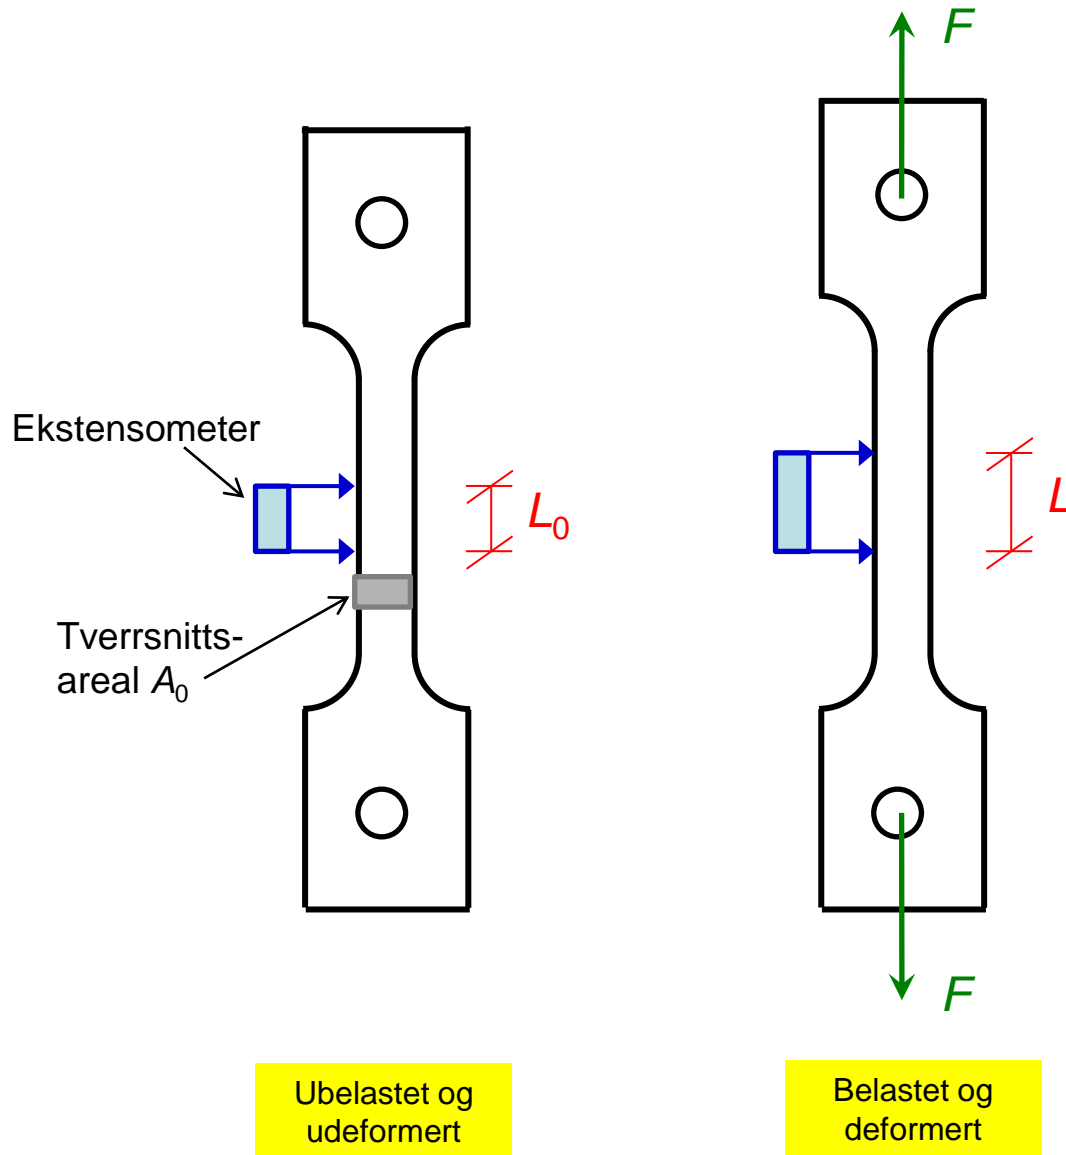 F
Ekstensometer
L0
L
Tverrsnitts-
areal A0
F
Ubelastet og
udeformert
Belastet og
deformert